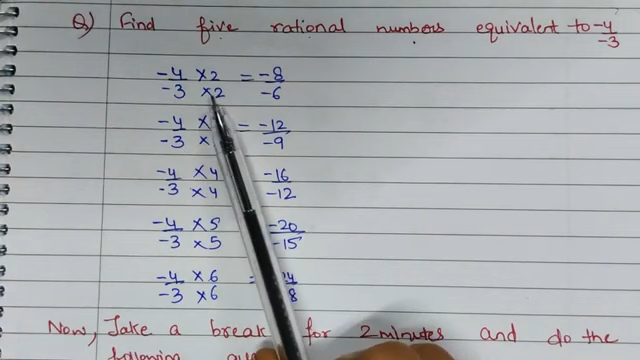 Q) Find five rational numbers equivalent to -4/-3
-4/-3 ×2/×2 = -8/-6
-4/-3 × × = -12/-9
-4/-3 ×4/×4 -16/-12
-4/-3 ×5/×5 -20/-15
-4/-3 ×6/×6 =
Now, Take a break for 2 minutes and do the
following